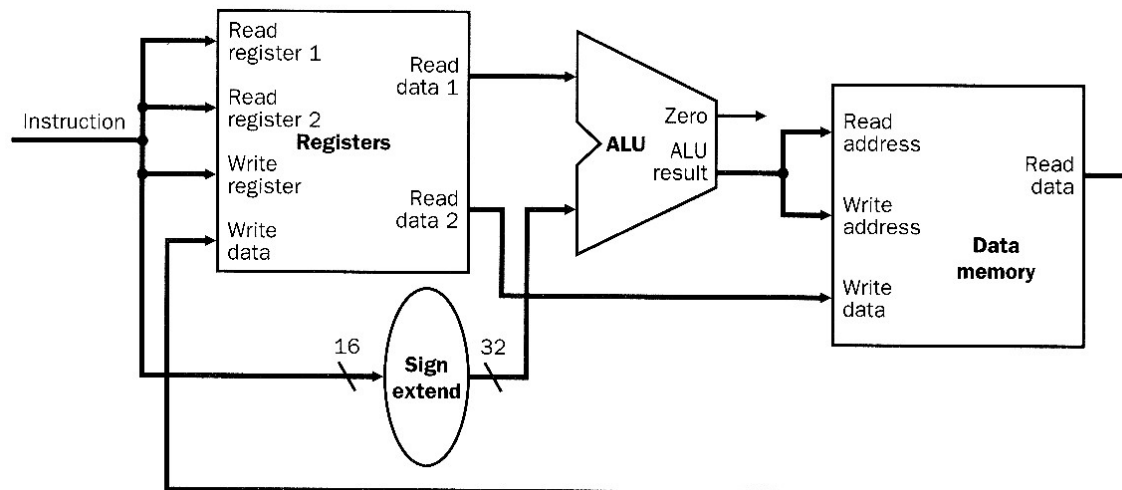 Instruction
Read
register 1
Read
register 2
Registers
Write
register
Write
data
Read
data 1
Read
data 2
16
Sign
extend
32
ALU
Zero
ALU
result
Read
address
Write
address
Write
data
Data
memory
Read
data